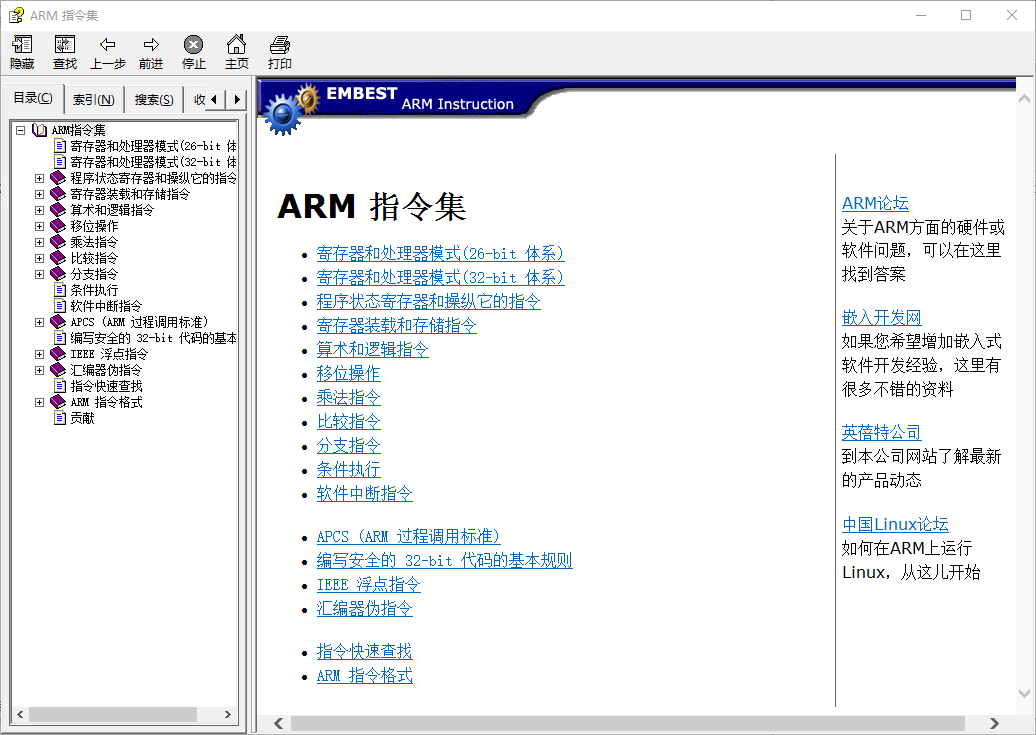 ARM 指令集
隐藏 查找 上一步 前进 停止 主页 打印
目录(C) 索引(N) 搜索(S) 收
ARM指令集
寄存器和处理器模式(26-bit 体
寄存器和处理器模式(32-bit 体
程序状态寄存器和操纵它的指令
寄存器装载和存储指令
算术和逻辑指令
移位操作
乘法指令
比较指令
分支指令
条件执行
软件中断指令
APCS (ARM 过程调用标准)
编写安全的 32-bit 代码的基本
IEEE 浮点指令
汇编器伪指令
指令快速查找
ARM 指令格式
贡献
EMBEST
ARM Instruction
ARM 指令集
寄存器和处理器模式(26-bit 体系)
寄存器和处理器模式(32-bit 体系)
程序状态寄存器和操纵它的指令
寄存器装载和存储指令
算术和逻辑指令
移位操作
乘法指令
比较指令
分支指令
条件执行
软件中断指令
APCS (ARM 过程调用标准)
编写安全的 32-bit 代码的基本规则
IEEE 浮点指令
汇编器伪指令
指令快速查找
ARM 指令格式
ARM论坛
关于ARM方面的硬件或
软件问题，可以在这里
找到答案
嵌入开发网
如果您希望增加嵌入式
软件开发经验，这里有
很多不错的资料
英蓓特公司
到本公司网站了解最新
的产品动态
中国Linux论坛
如何在ARM上运行
Linux，从这儿开始